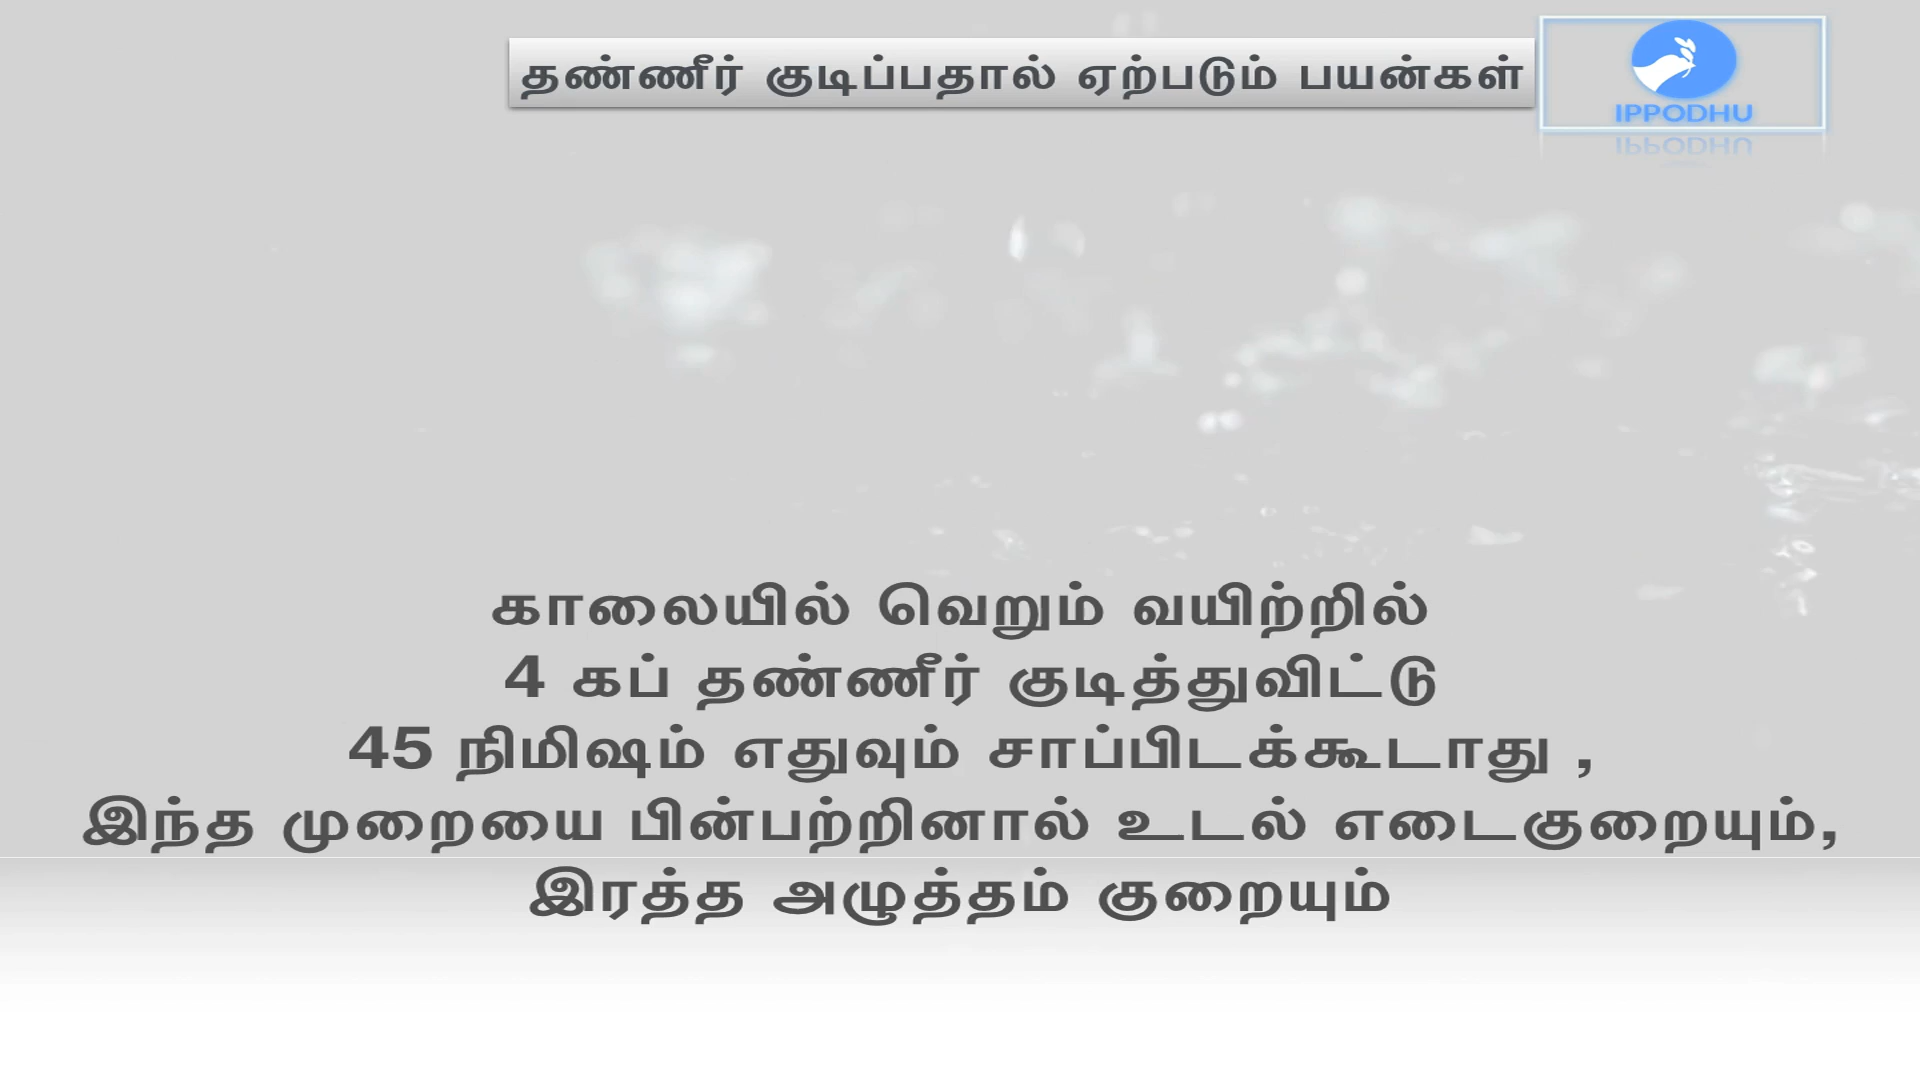 தண்ணீர் குடிப்பதால் ஏற்படும் பயன்கள்
IPPODHU
காலையில் வெறும் வயிற்றில்
4 கப் தண்ணீர் குடித்துவிட்டு
45 நிமிஷம் எதுவும் சாப்பிடக்கூடாது ,
இந்த முறையை பின்பற்றினால் உடல் எடைகுறையும்,
இரத்த அழுத்தம் குறையும்